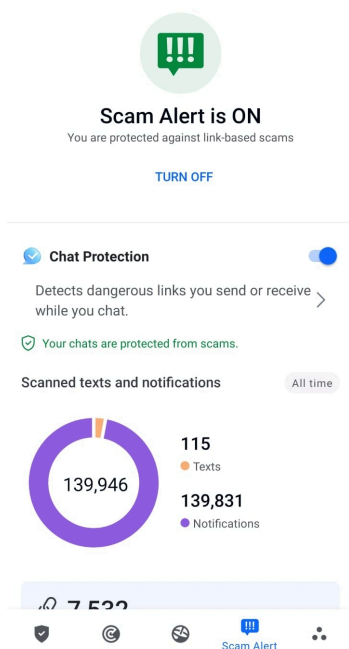 Scam Alert is ON
You are protected against link-based scams
TURN OFF
Chat Protection
Detects dangerous links you send or receive
while you chat.
Your chats are protected from scams.
Scanned texts and notifications
All time
139,946
115
Texts
139,831
Notifications
7,532
Scam Alert